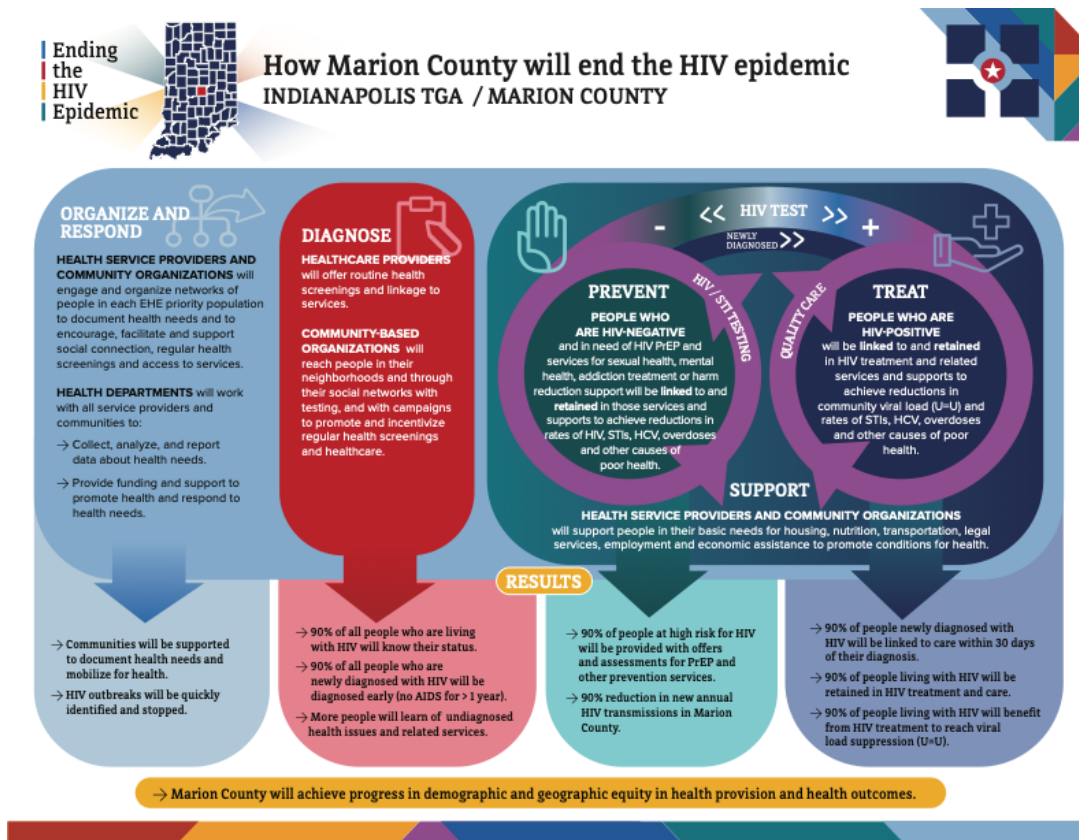 Ending
the
HIV
Epidemic
How Marion County will end the HIV epidemic
INDIANAPOLIS TGA / MARION COUNTY
ORGANIZE AND
RESPOND
HEALTH SERVICE PROVIDERS AND
COMMUNITY ORGANIZATIONS will
engage and organize networks of
people in each EHE priority population
to document health needs and to
encourage, facilitate and support
social connection, regular health
screenings and access to services.
HEALTH DEPARTMENTS will work
with all service providers and
communities to:
→ Collect, analyze, and report
data about health needs.
→ Provide funding and support to
promote health and respond to
health needs.
DIAGNOSE
HEALTHCARE PROVIDERS
will offer routine health
screenings and linkage to
services.
COMMUNITY-BASED
ORGANIZATIONS will
reach people in their
neighborhoods and through
their social networks with
testing, and with campaigns
to promote and incentivize
regular health screenings
and healthcare.
<< HIV TEST >>
- NEWLY
DIAGNOSED >> +
HIV / STI TESTING
QUALITY CARE
PREVENT
PEOPLE WHO
ARE HIV-NEGATIVE
and in need of HIV PrEP and
services for sexual health, mental
health, addiction treatment or harm
reduction support will be linked to and
retained in those services and
supports to achieve reductions in
rates of HIV, STIs, HCV, overdoses
and other causes of
poor health.
TREAT
PEOPLE WHO ARE
HIV-POSITIVE
will be linked to and retained
in HIV treatment and related
services and supports to
achieve reductions in
community viral load (U=U) and
rates of STIs, HCV, overdoses
and other causes of poor
health.
SUPPORT
HEALTH SERVICE PROVIDERS AND COMMUNITY ORGANIZATIONS
will support people in their basic needs for housing, nutrition, transportation, legal
services, employment and economic assistance to promote conditions for health.
RESULTS
→ Communities will be supported
to document health needs and
mobilize for health.
→ HIV outbreaks will be quickly
identified and stopped.
→ 90% of all people who are living
with HIV will know their status.
→ 90% of all people who are
newly diagnosed with HIV will be
diagnosed early (no AIDS for > 1 year).
→ More people will learn of undiagnosed
health issues and related services.
→ 90% of people at high risk for HIV
will be provided with offers
and assessments for PrEP and
other prevention services.
→ 90% reduction in new annual
HIV transmissions in Marion
County.
→ 90% of people newly diagnosed with
HIV will be linked to care within 30 days
of their diagnosis.
→ 90% of people living with HIV will be
retained in HIV treatment and care.
→ 90% of people living with HIV will benefit
from HIV treatment to reach viral
load suppression (U=U).
→ Marion County will achieve progress in demographic and geographic equity in health provision and health outcomes.